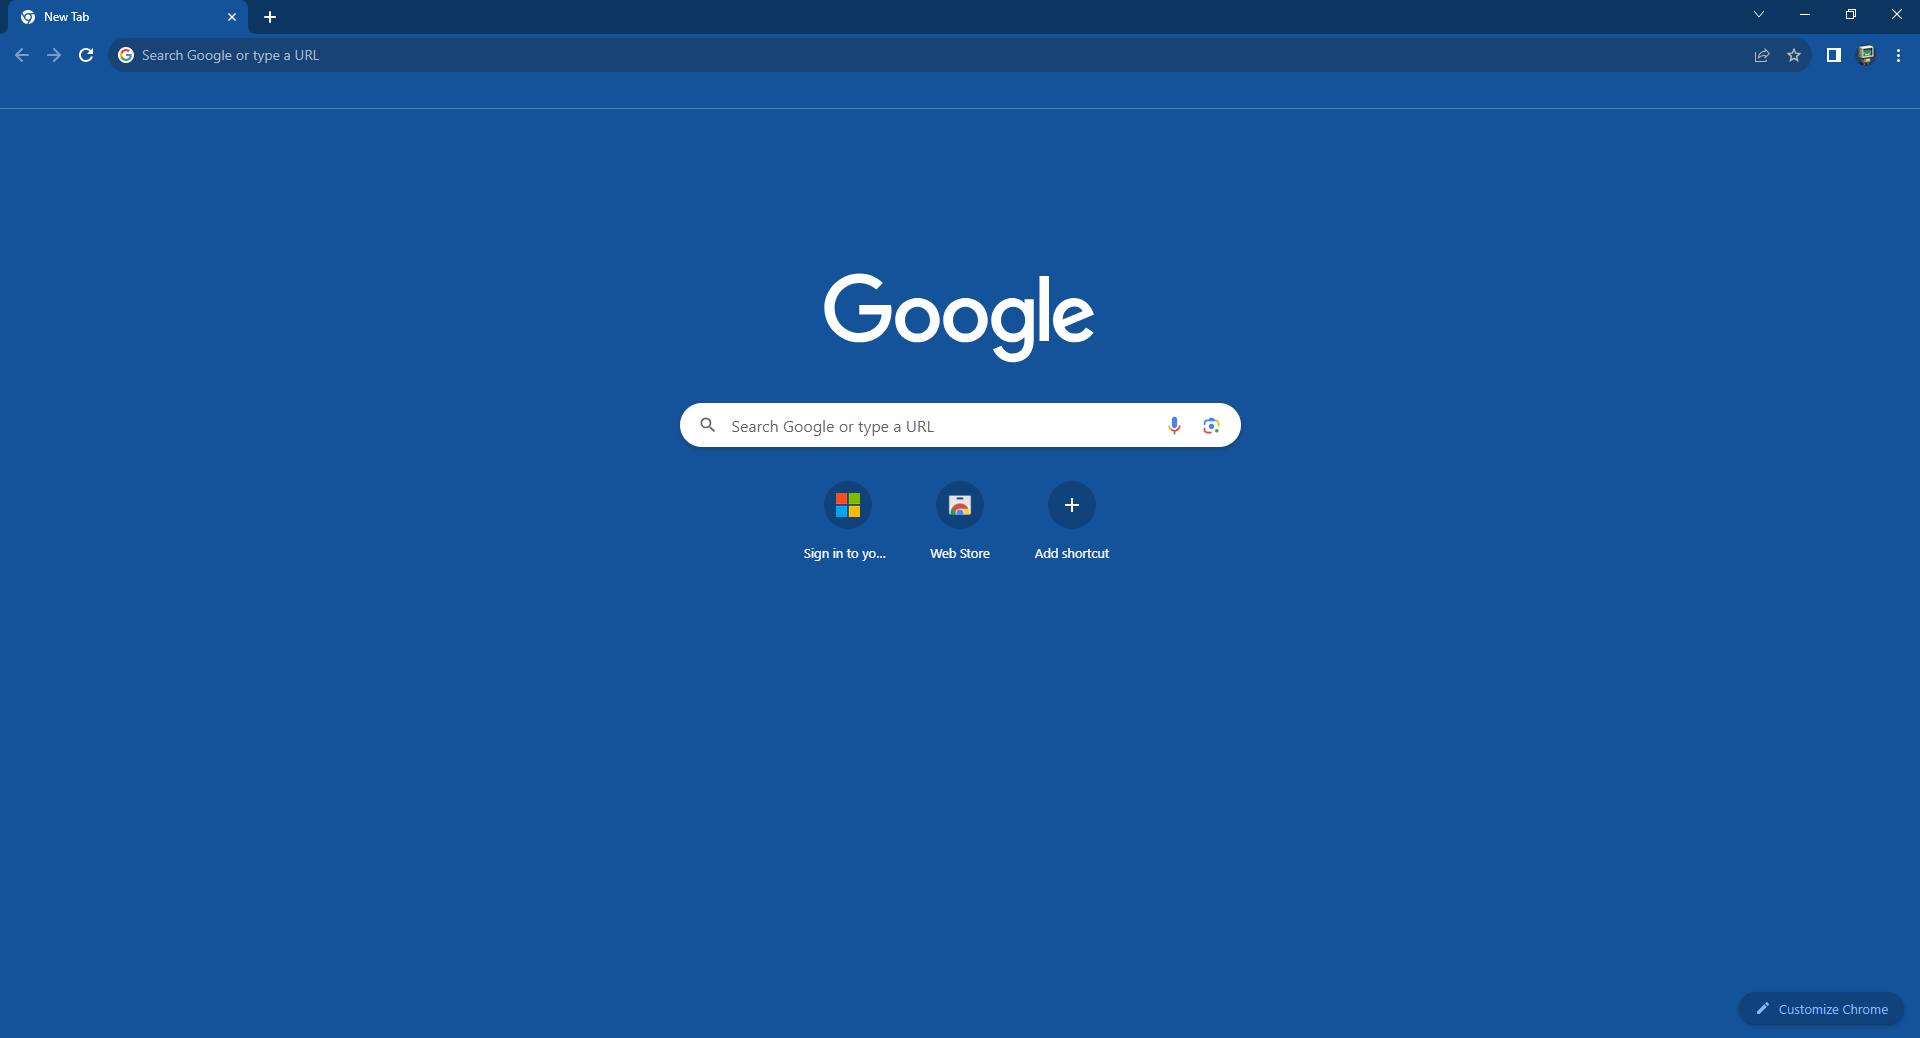 New Tab
Search Google or type a URL
Google
Search Google or type a URL
Sign in to yo...
Web Store
Add shortcut
Customize Chrome